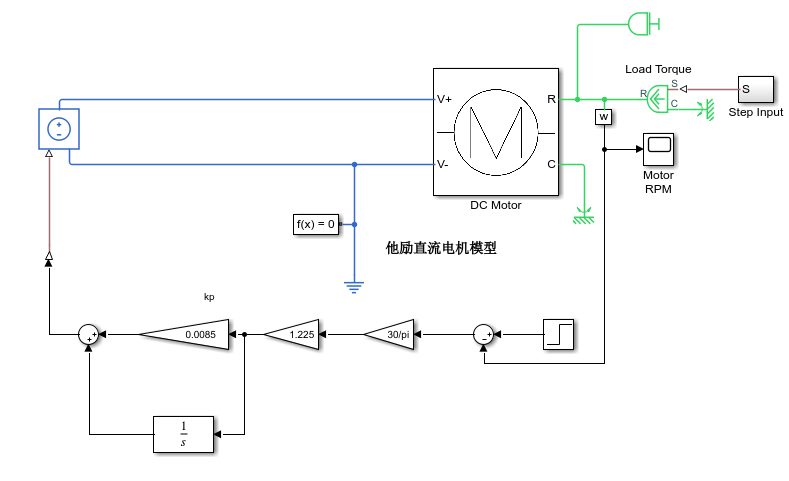 Load Torque
S
R
C
S
Step Input
V+
R
w
V-
C
Motor
RPM
DC Motor
f(x) = 0
他励直流电机模型
kp
0.0085
1.225
30/pi
1
s